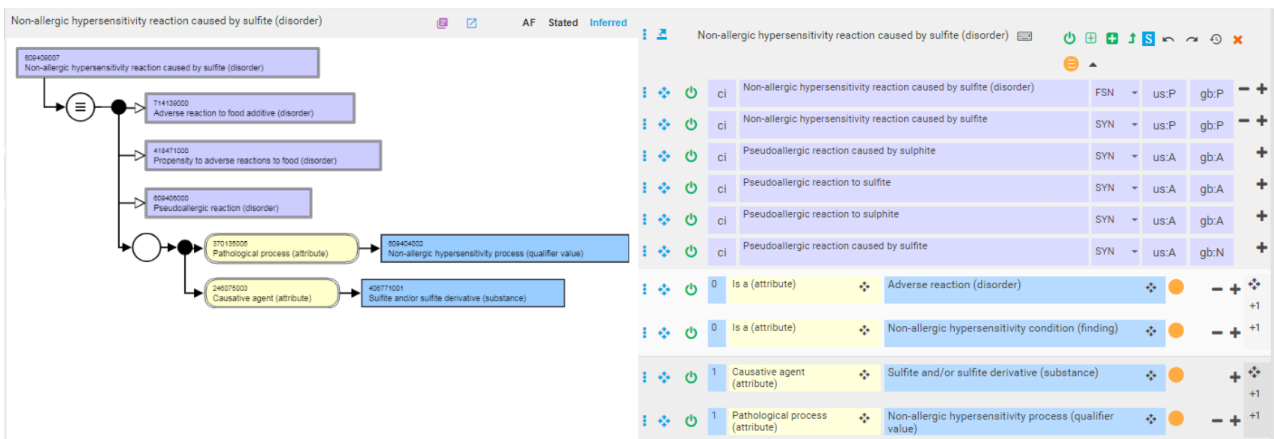 Non-allergic hypersensitivity reaction caused by sulfite (disorder)
AF Stated Inferred
609409007
Non-allergic hypersensitivity reaction caused by sulfite (disorder)
714139000
Adverse reaction to food additive (disorder)
418471000
Propensity to adverse reactions to food (disorder)
609406000
Pseudoallergic reaction (disorder)
370135005
Pathological process (attribute)
609404002
Non-allergic hypersensitivity process (qualifier value)
246075003
Causative agent (attribute)
406771001
Sulfite and/or sulfite derivative (substance)
Non-allergic hypersensitivity reaction caused by sulfite (disorder)
S
ci Non-allergic hypersensitivity reaction caused by sulfite (disorder) FSN us:P gb:P
ci Non-allergic hypersensitivity reaction caused by sulfite SYN us:P gb:P
ci Pseudoallergic reaction caused by sulphite SYN us:A gb:A
ci Pseudoallergic reaction to sulfite SYN us:A gb:A
ci Pseudoallergic reaction to sulphite SYN us:A gb:A
ci Pseudoallergic reaction caused by sulfite SYN us:A gb:N
0 Is a (attribute) Adverse reaction (disorder)
+1
0 Is a (attribute) Non-allergic hypersensitivity condition (finding) +1
1 Causative agent (attribute) Sulfite and/or sulfite derivative (substance)
+1
1 Pathological process (attribute) Non-allergic hypersensitivity process (qualifier value) +1